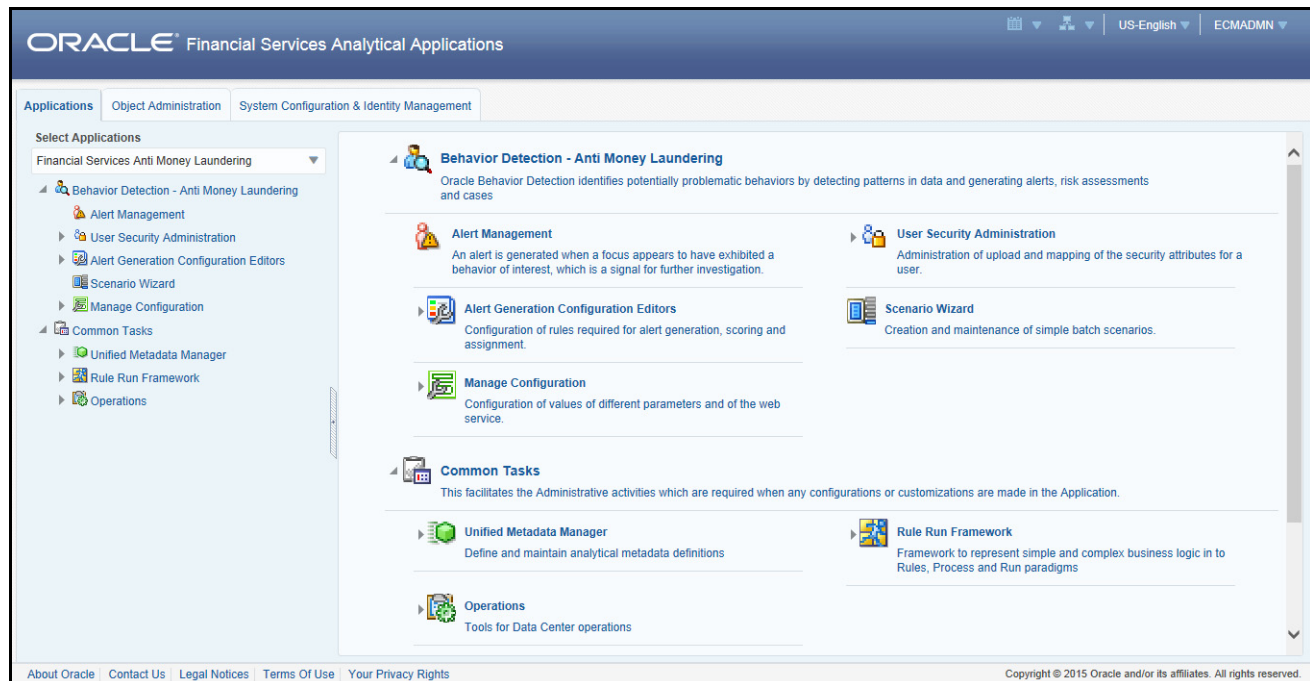 ORACLE Financial Services Analytical Applications
US-English
ECMADMN
Applications
Object Administration
System Configuration & Identity Management
Select Applications
Financial Services Anti Money Laundering
Behavior Detection - Anti Money Laundering
Alert Management
User Security Administration
Alert Generation Configuration Editors
Scenario Wizard
Manage Configuration
Common Tasks
Unified Metadata Manager
Rule Run Framework
Operations
Behavior Detection - Anti Money Laundering
Oracle Behavior Detection identifies potentially problematic behaviors by detecting patterns in data and generating alerts, risk assessments
and cases
Alert Management
An alert is generated when a focus appears to have exhibited a
behavior of interest, which is a signal for further investigation.
User Security Administration
Administration of upload and mapping of the security attributes for a
user.
Alert Generation Configuration Editors
Configuration of rules required for alert generation, scoring and
assignment.
Scenario Wizard
Creation and maintenance of simple batch scenarios.
Manage Configuration
Configuration of values of different parameters and of the web
service.
Common Tasks
This facilitates the Administrative activities which are required when any configurations or customizations are made in the Application.
Unified Metadata Manager
Define and maintain analytical metadata definitions
Rule Run Framework
Framework to represent simple and complex business logic in to
Rules, Process and Run paradigms
Operations
Tools for Data Center operations
About Oracle
Contact Us
Legal Notices
Terms Of Use
Your Privacy Rights
Copyright © 2015 Oracle and/or its affiliates. All rights reserved.